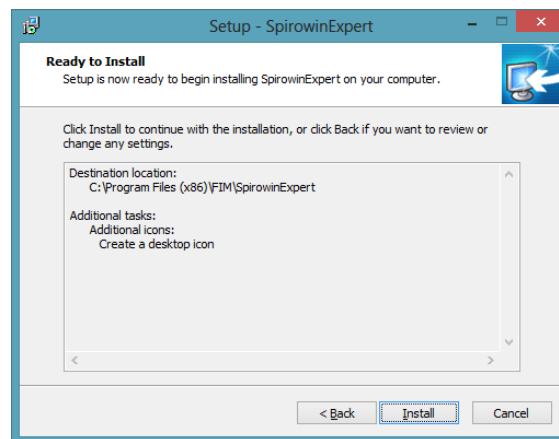 Setup - SpirowinExpert
Ready to Install
Setup is now ready to begin installing SpirowinExpert on your computer.
Click Install to continue with the installation, or click Back if you want to review or
change any settings.
Destination location:
C:\Program Files (x86)\FIM\SpirowinExpert
Additional tasks:
Additional icons:
Create a desktop icon
< Back
Install
Cancel